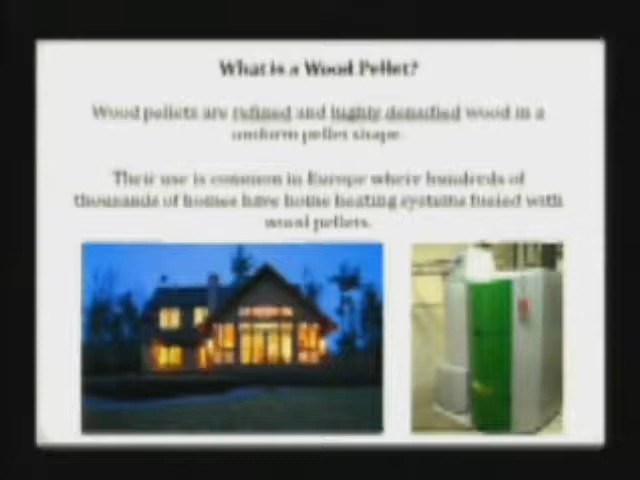 What is a Wood Pellet?
Wood pellets are refined and highly densified wood in a
uniform pellet shape.
Their use is common in Europe where hundreds of
thousands of homes have home heating systems fueled with
wood pellets.